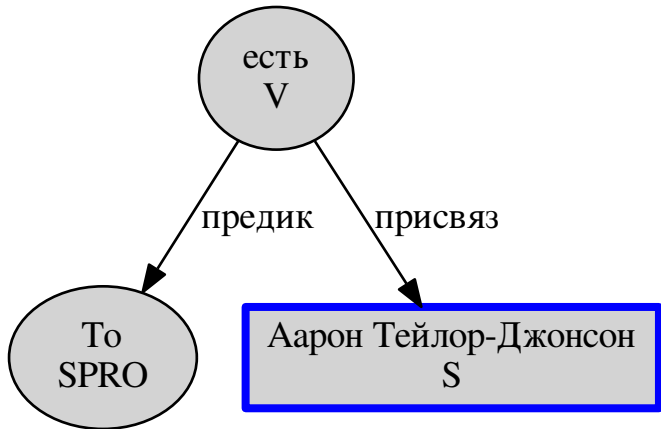 есть
V
предик
присвяз
То
SPRO
Аарон Тейлор-Джонсон
S